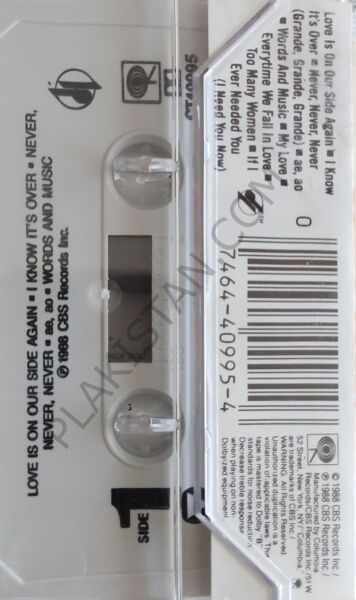 Love Is On Our Side Again ▪ I Know
It's Over ▪ Never, Never, Never
(Grande, Grande, Grande) ▪ ae, ao
▪ Words And Music ▪ My Love ▪
Everytime We Fall In Love ▪
Too Many Women ▪ If I
Ever Needed You
(I Need You Now)
0
7464-40995-4
℗ 1988 CBS Records Inc./
© 1988 CBS Records Inc./
Manufactured by Columbia
Records/CBS Records Inc./51 W
52 Street, New York, NY/"Columbia,"
are trademarks of CBS Inc./
WARNING: All Rights Reserved
Unauthorized duplication is a
violation of applicable laws. This
tape is mastered to Dolby "B"
standards for noise reduction
Decrease treble response
when playing on non-
Dolbyized equipment
CT40995
LOVE IS ON OUR SIDE AGAIN ▪ I KNOW IT'S OVER ▪ NEVER,
NEVER, NEVER ▪ ae, ao ▪ WORDS AND MUSIC
℗ 1988 CBS Records Inc.
SIDE
1
PLAKISTAN.COM